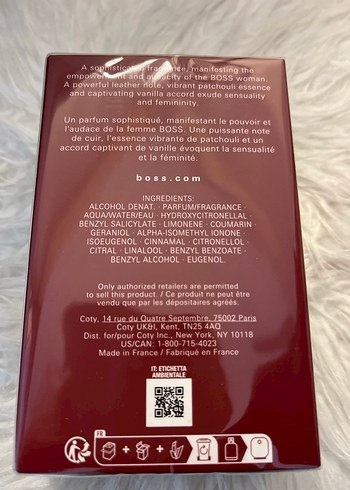 A sophisticated fragrance, manifesting the
empowerment and audacity of the BOSS woman.
A powerful leather note, vibrant patchouli essence
and captivating vanilla accord exude sensuality
and femininity.
Un parfum sophistiqué, manifestant le pouvoir et
l'audace de la femme BOSS. Une puissante note
de cuir, l'essence vibrante de patchouli et un
accord captivant de vanille évoquent la sensualité
et la féminité.
boss.com
INGREDIENTS:
ALCOHOL DENAT. · PARFUM/FRAGRANCE ·
AQUA/WATER/EAU · HYDROXYCITRONELLAL ·
BENZYL SALICYLATE · LIMONENE · COUMARIN ·
GERANIOL · ALPHA-ISOMETHYL IONONE ·
ISOEUGENOL · CINNAMAL · CITRONELLOL ·
CITRAL · LINALOOL · BENZYL BENZOATE ·
BENZYL ALCOHOL · EUGENOL.
Only authorized retailers are permitted
to sell this product. / Ce produit ne peut être
vendu que par les dépositaires agréés.
Coty, 14 rue du Quatre Septembre, 75002 Paris
Coty UK&I, Kent, TN25 4AQ
Dist. for/pour Coty Inc., New York, NY 10118
US/CAN: 1-800-715-4023
Made in France / Fabriqué en France
IT: ETICHETTA
AMBIENTALE
FR